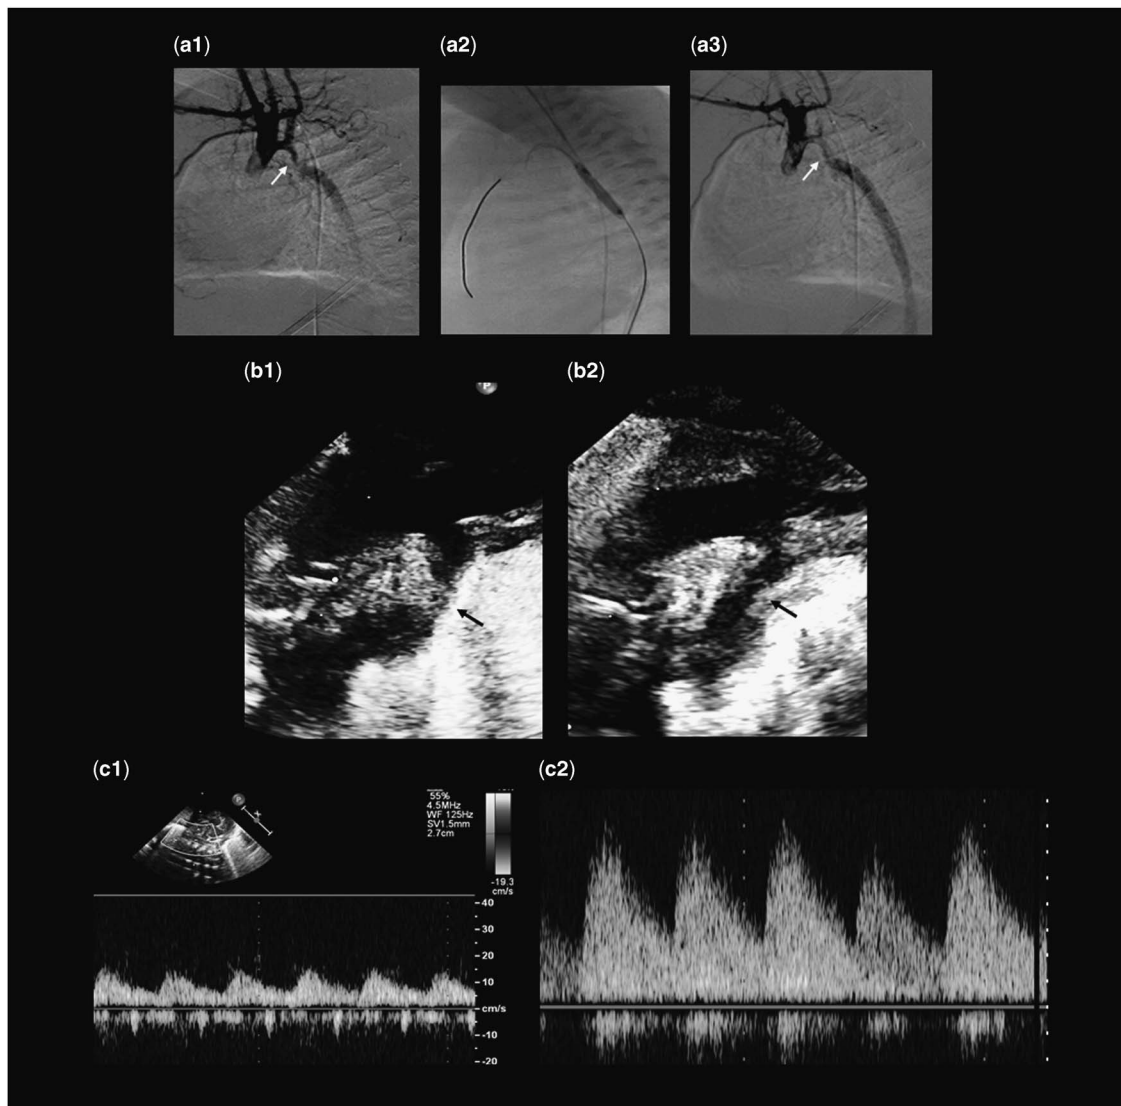 (a1)
(a2)
(a3)
(b1)
(b2)
P
(c1)
(c2)
55%
4.5MHz
WF 125Hz
SV1.5mm
2.7cm
-19.3
cm/s
40
30
20
10
cm/s
-10
-20